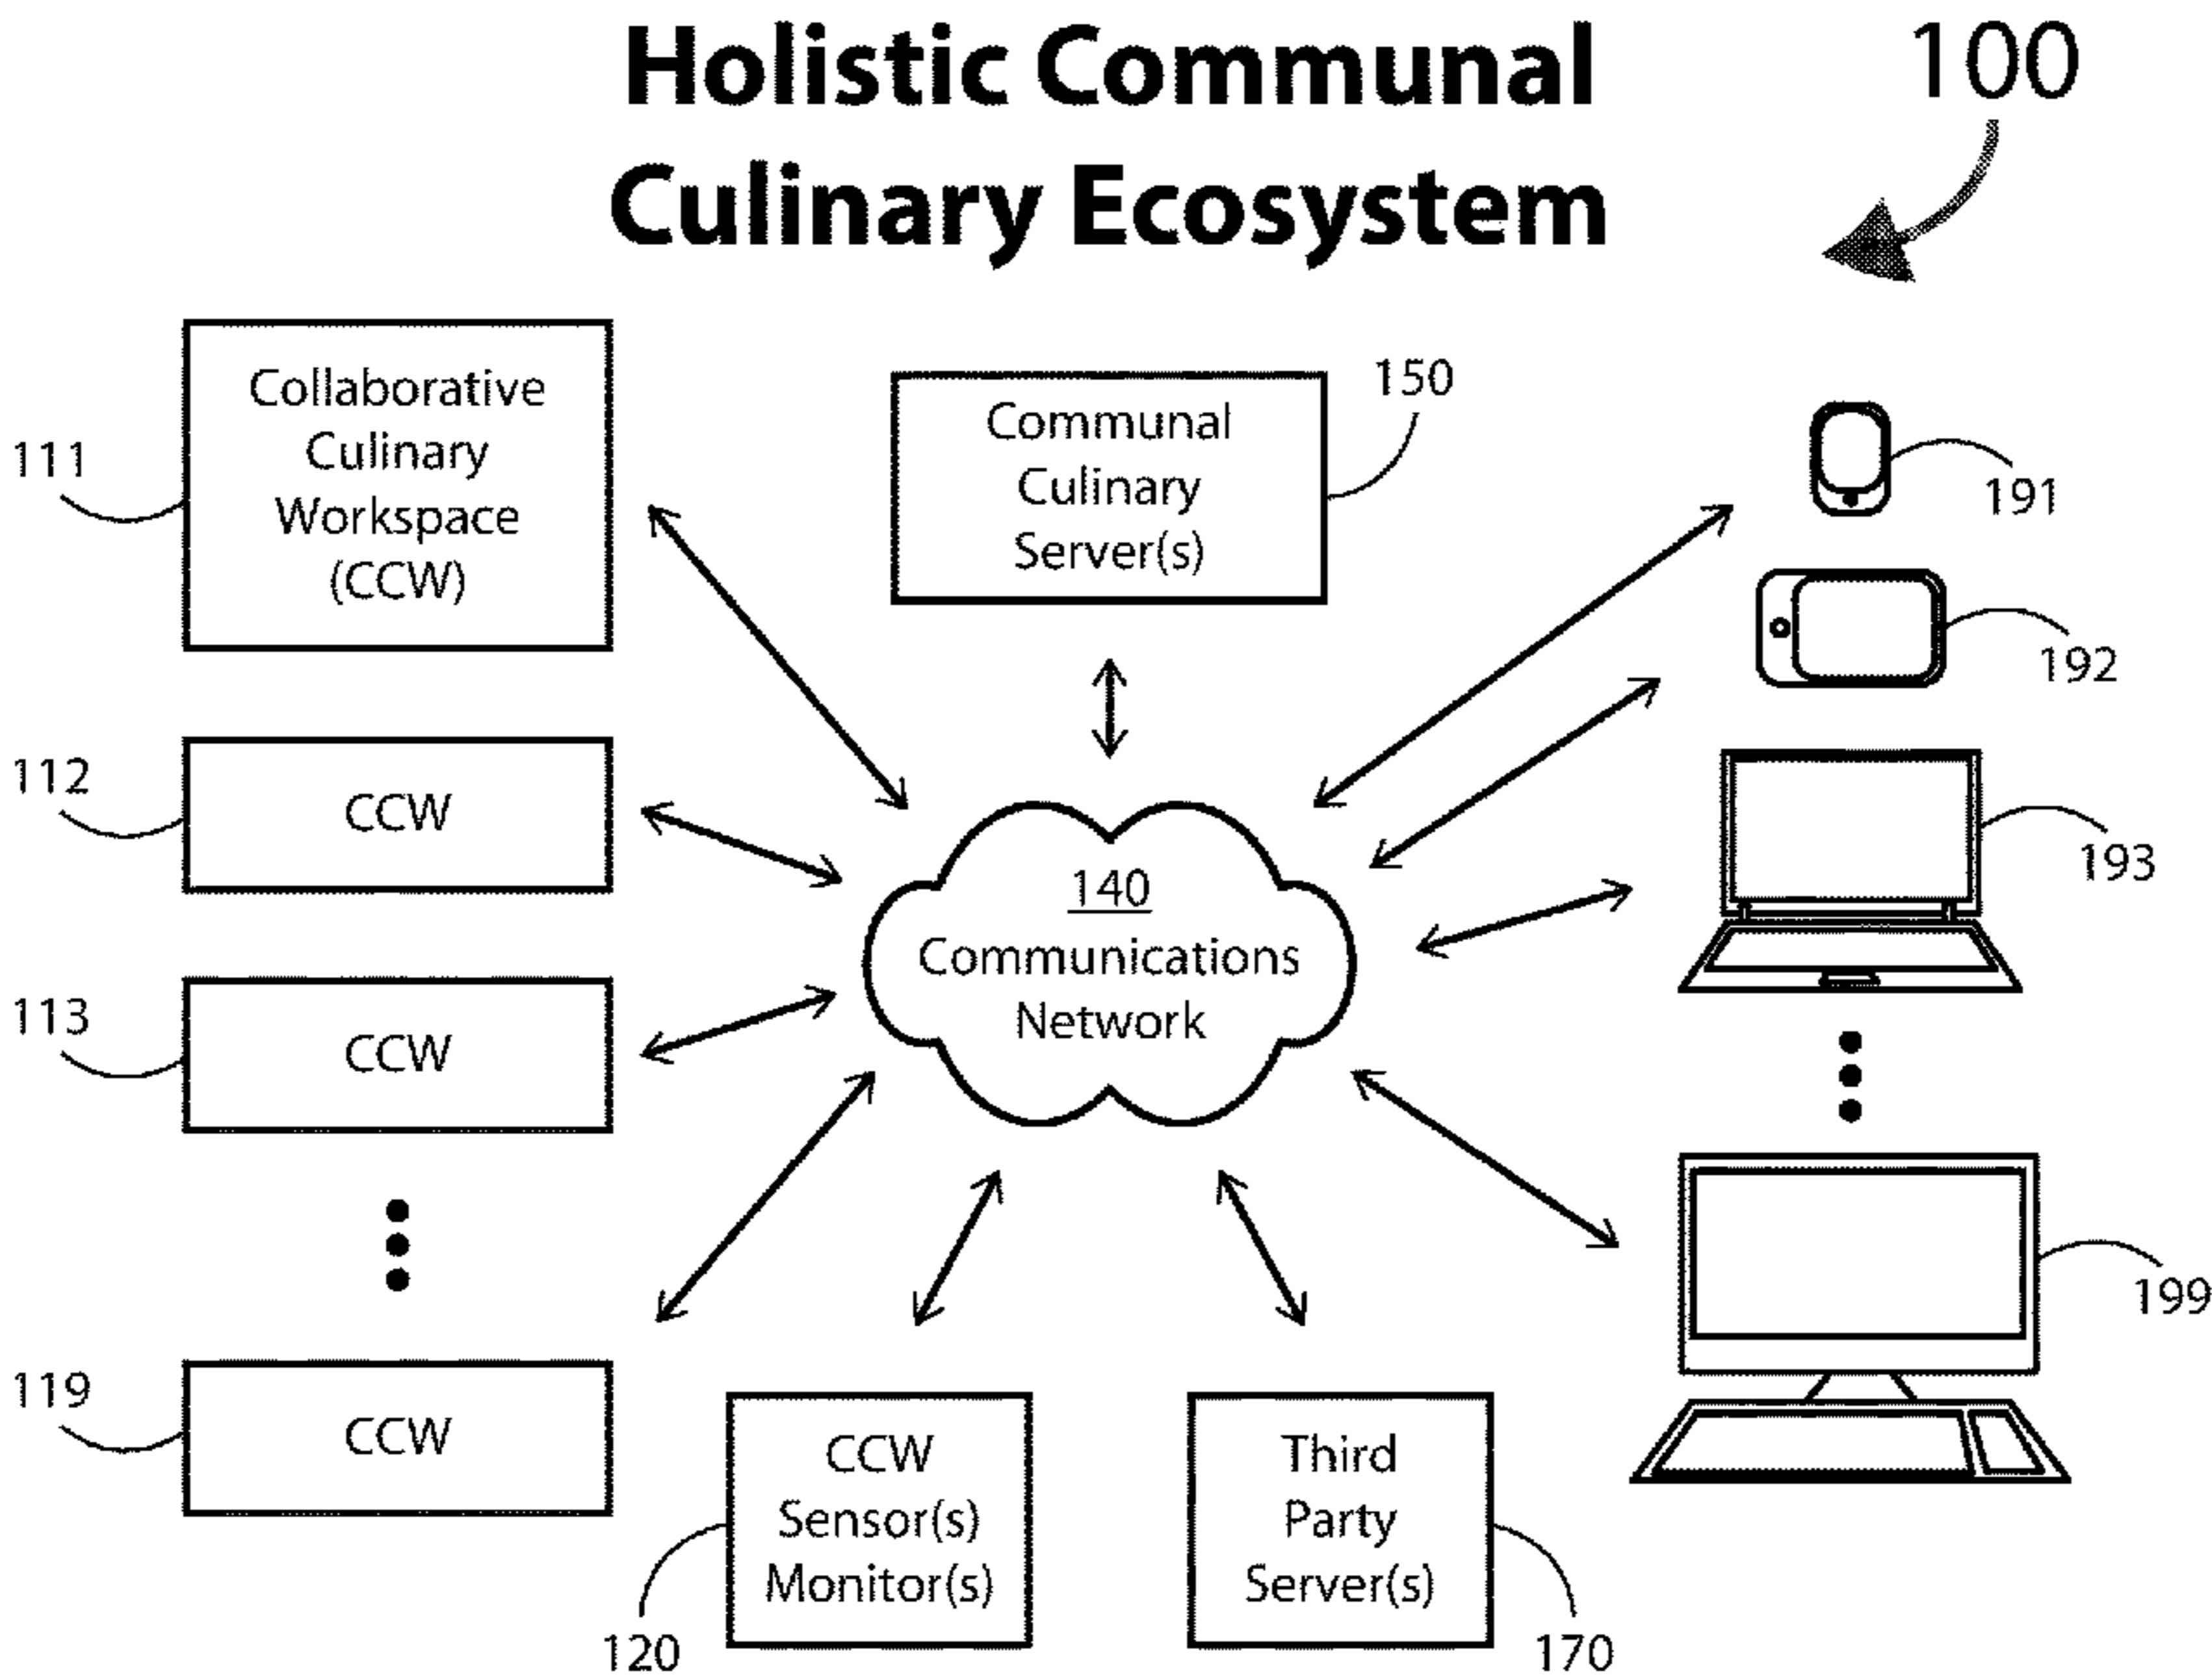 Holistic Communal
Culinary Ecosystem
100
Collaborative
Culinary
Workspace
(CCW)
111
Communal
Culinary
Server(s)
150
191
192
112
CCW
193
140
Communications
Network
113
CCW
199
119
CCW
CCW
Sensor(s)
Monitor(s)
120
Third
Party
Server(s)
170